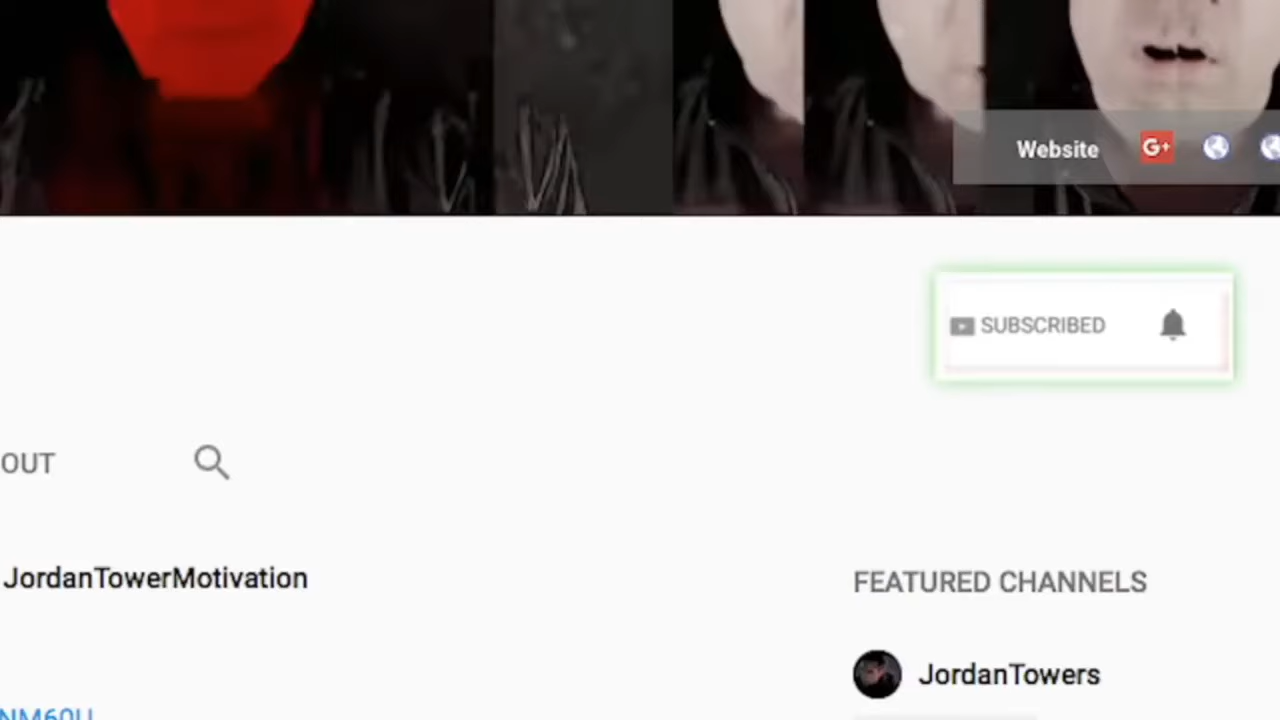 Website G+
SUBSCRIBED
OUT
JordanTowerMotivation
FEATURED CHANNELS
JordanTowers